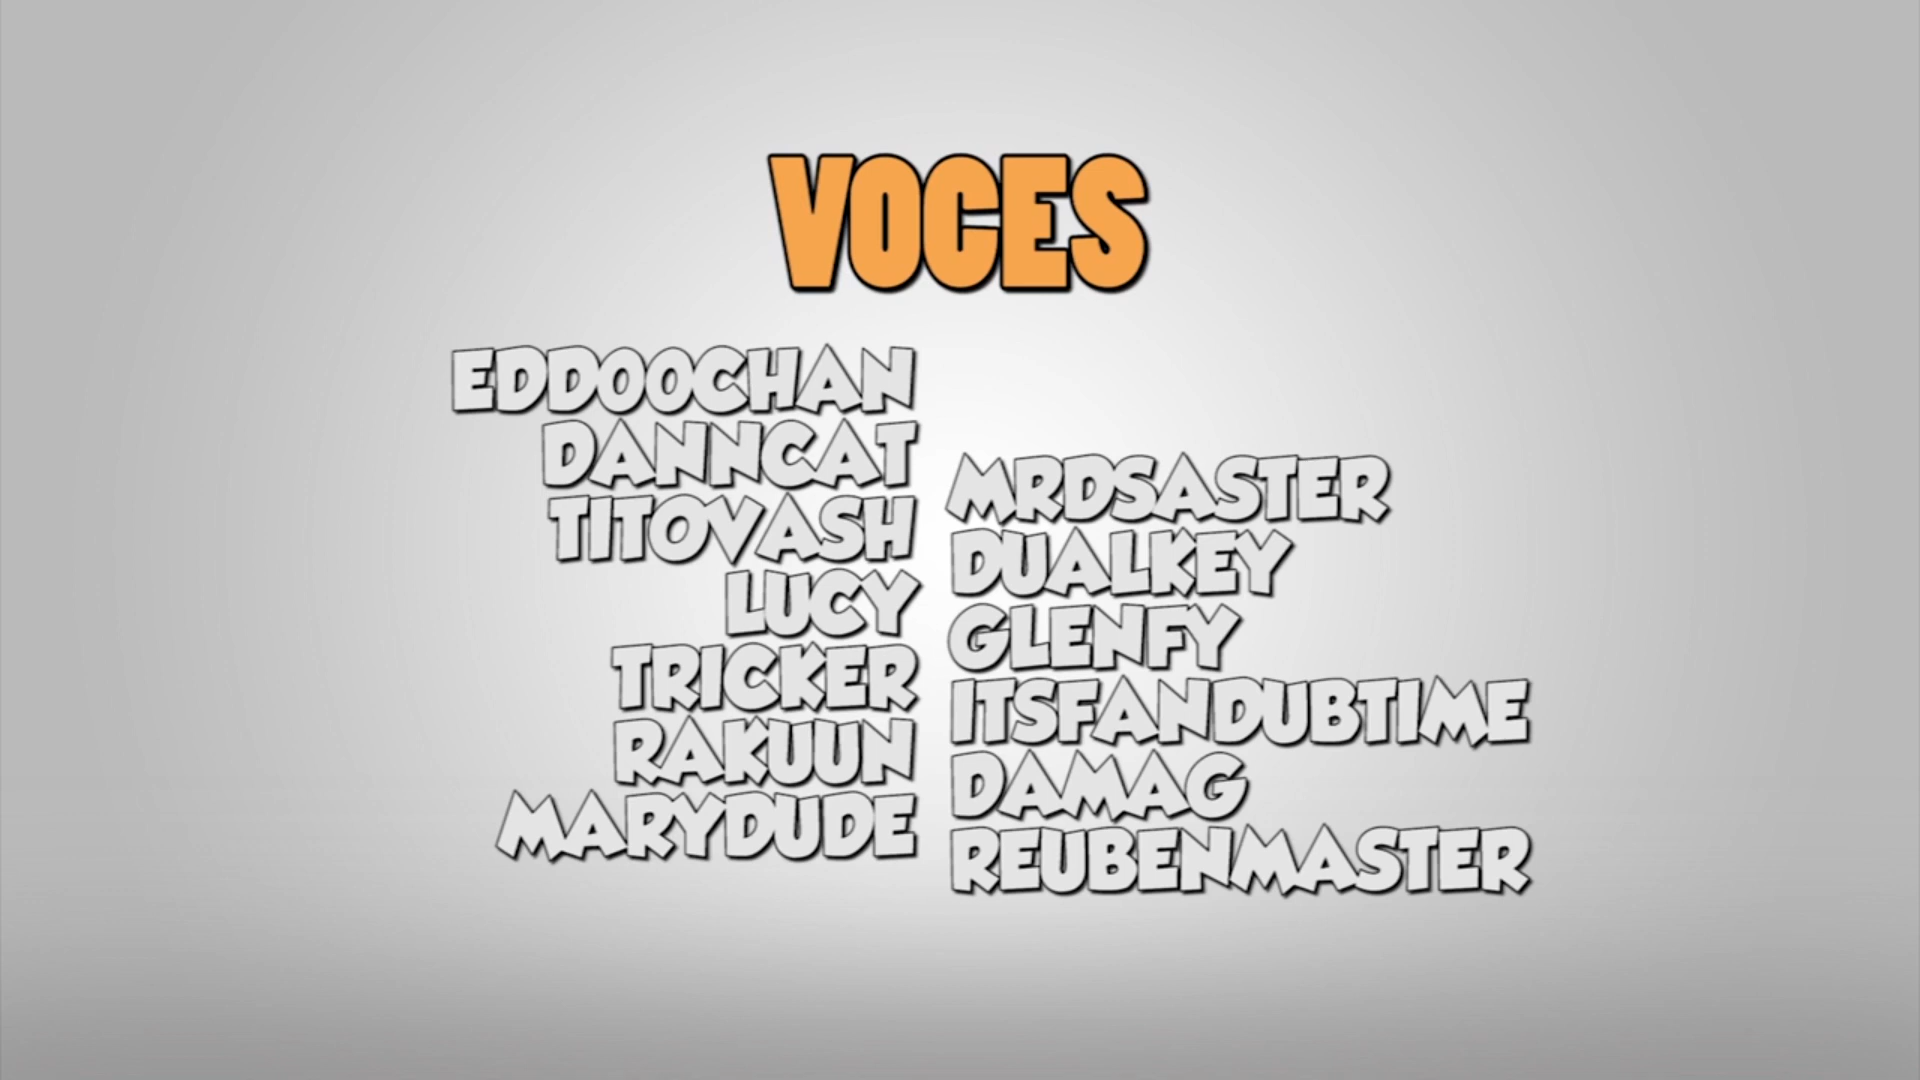 VOCES
EDDOOCHAN
DANNCAT
TITOVASH
LUCY
TRICKER
RAKUUN
MARYDUDE
MRDSASTER
DUALKEY
GLENFY
ITSFANDUBTIME
DAMAG
REUBENMASTER